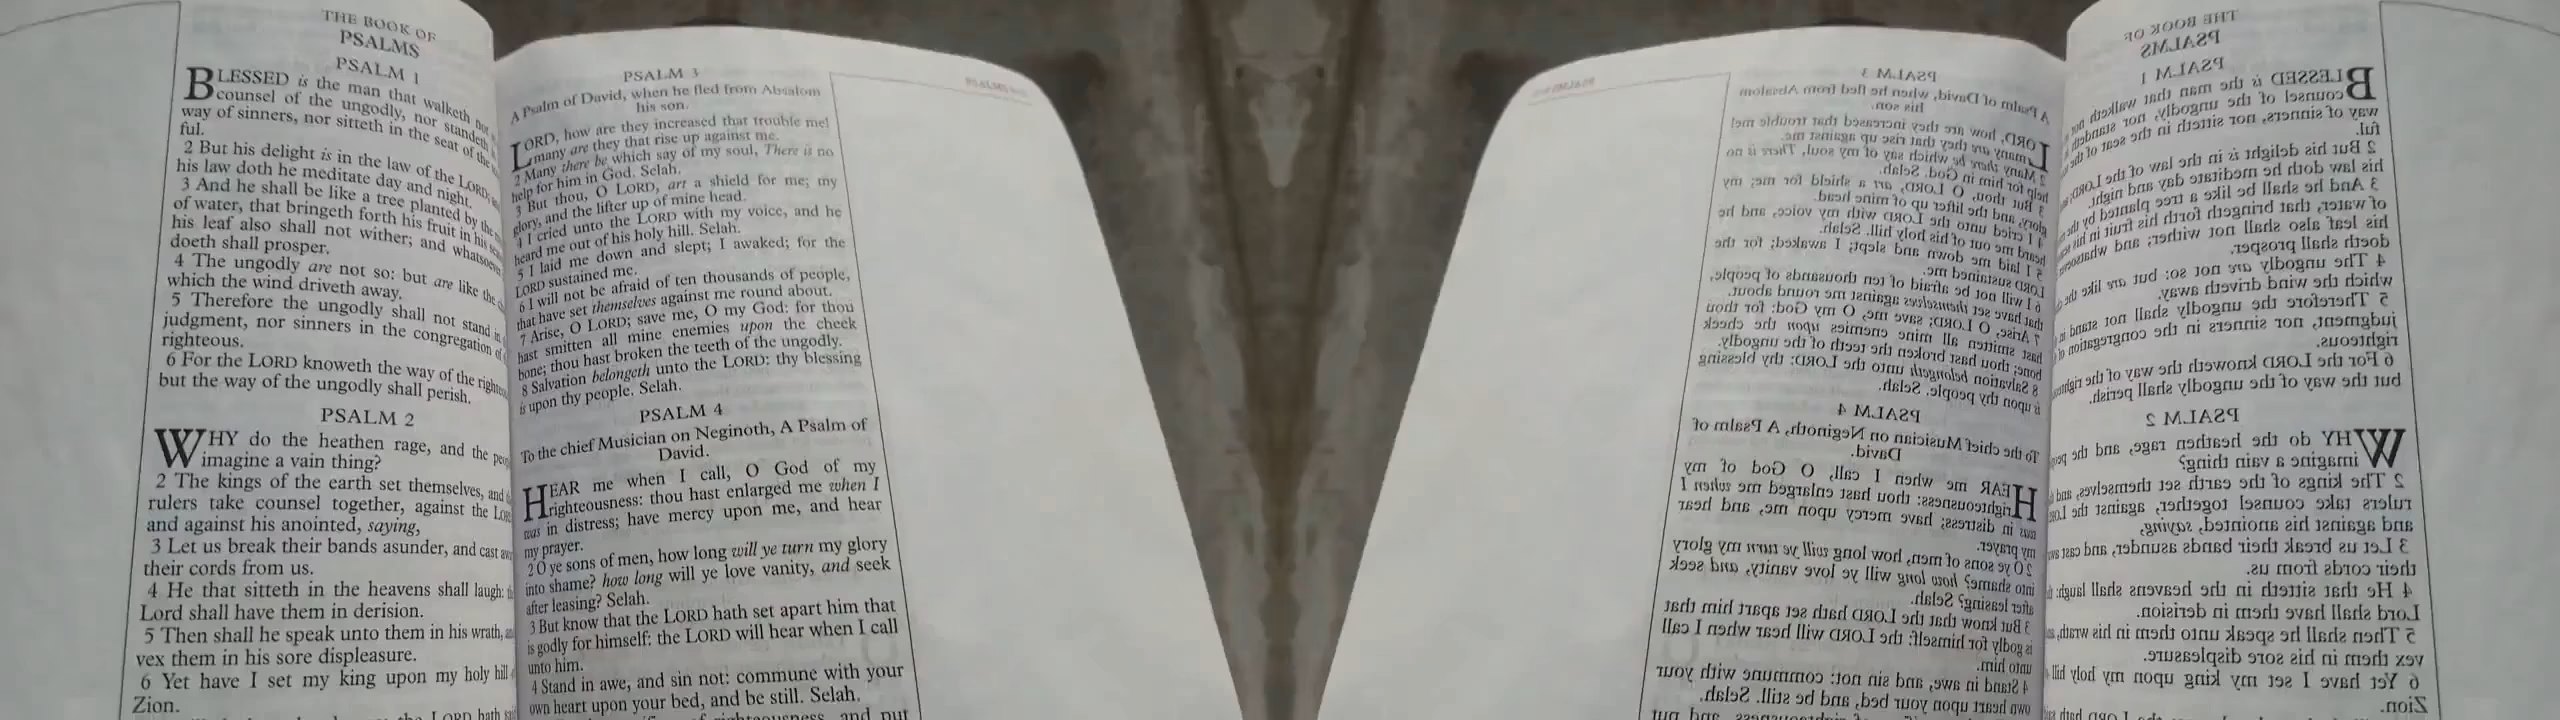 THE BOOK OF
PSALMS
PSALM 1
BLESSED is the man that walketh not
counsel of the ungodly, nor standeth
way of sinners, nor sitteth in the seat of the
ful.
2 But his delight is in the law of the LORD;
his law doth he meditate day and night.
3 And he shall be like a tree planted by the
of water, that bringeth forth his fruit in his
his leaf also shall not wither; and whatsoever
doeth shall prosper.
4 The ungodly are not so: but are like the
which the wind driveth away.
5 Therefore the ungodly shall not stand in
judgment, nor sinners in the congregation of
righteous.
6 For the LORD knoweth the way of the
but the way of the ungodly shall perish.
PSALM 2
WHY do the heathen rage, and the
imagine a vain thing?
2 The kings of the earth set themselves, and
rulers take counsel together, against the
and against his anointed, saying,
3 Let us break their bands asunder, and cast
their cords from us.
4 He that sitteth in the heavens shall laugh:
Lord shall have them in derision.
5 Then shall he speak unto them in his wrath,
vex them in his sore displeasure.
6 Yet have I set my king upon my holy hill
Zion.
LORD hath
PSALM 3
A Psalm of David, when he fled from Absalom
his son.
LORD, how are they increased that trouble me!
many are they that rise up against me.
2 Many there be which say of my soul, There is no
help for him in God. Selah.
3 But thou, O LORD, art a shield for me; my
glory, and the lifter up of mine head.
4 I cried unto the LORD with my voice, and he
heard me out of his holy hill. Selah.
5 I laid me down and slept; I awaked; for the
LORD sustained me.
6 I will not be afraid of ten thousands of people,
that have set themselves against me round about.
7 Arise, O LORD; save me, O my God: for thou
hast smitten all mine enemies upon the cheek
bone; thou hast broken the teeth of the ungodly.
8 Salvation belongeth unto the LORD: thy blessing
is upon thy people. Selah.
PSALM 4
To the chief Musician on Neginoth, A Psalm of
David.
HEAR me when I call, O God of my
righteousness: thou hast enlarged me when I
was in distress; have mercy upon me, and hear
my prayer.
2 O ye sons of men, how long will ye turn my glory
into shame? how long will ye love vanity, and seek
after leasing? Selah.
3 But know that the LORD hath set apart him that
is godly for himself: the LORD will hear when I call
unto him.
4 Stand in awe, and sin not: commune with your
own heart upon your bed, and be still. Selah.
and put